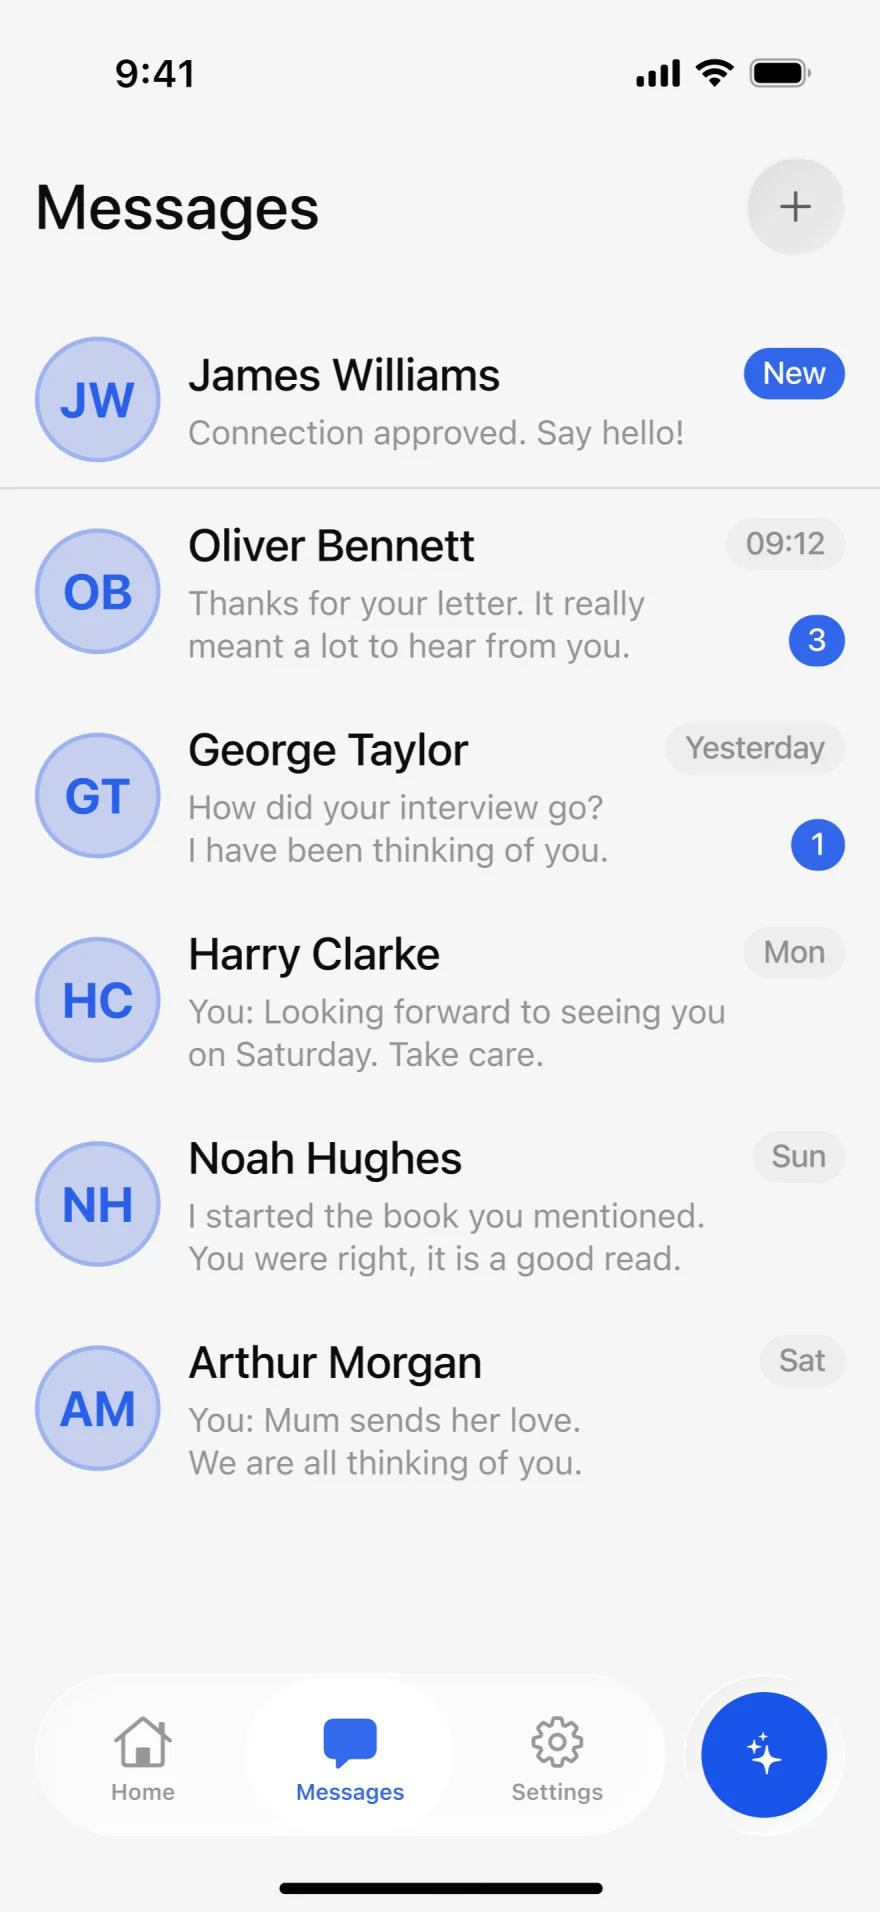 9:41
Messages
JW
James Williams
New
Connection approved. Say hello!
OB
Oliver Bennett
09:12
Thanks for your letter. It really
meant a lot to hear from you.
3
GT
George Taylor
Yesterday
How did your interview go?
I have been thinking of you.
1
HC
Harry Clarke
Mon
You: Looking forward to seeing you
on Saturday. Take care.
NH
Noah Hughes
Sun
I started the book you mentioned.
You were right, it is a good read.
AM
Arthur Morgan
Sat
You: Mum sends her love.
We are all thinking of you.
Home
Messages
Settings